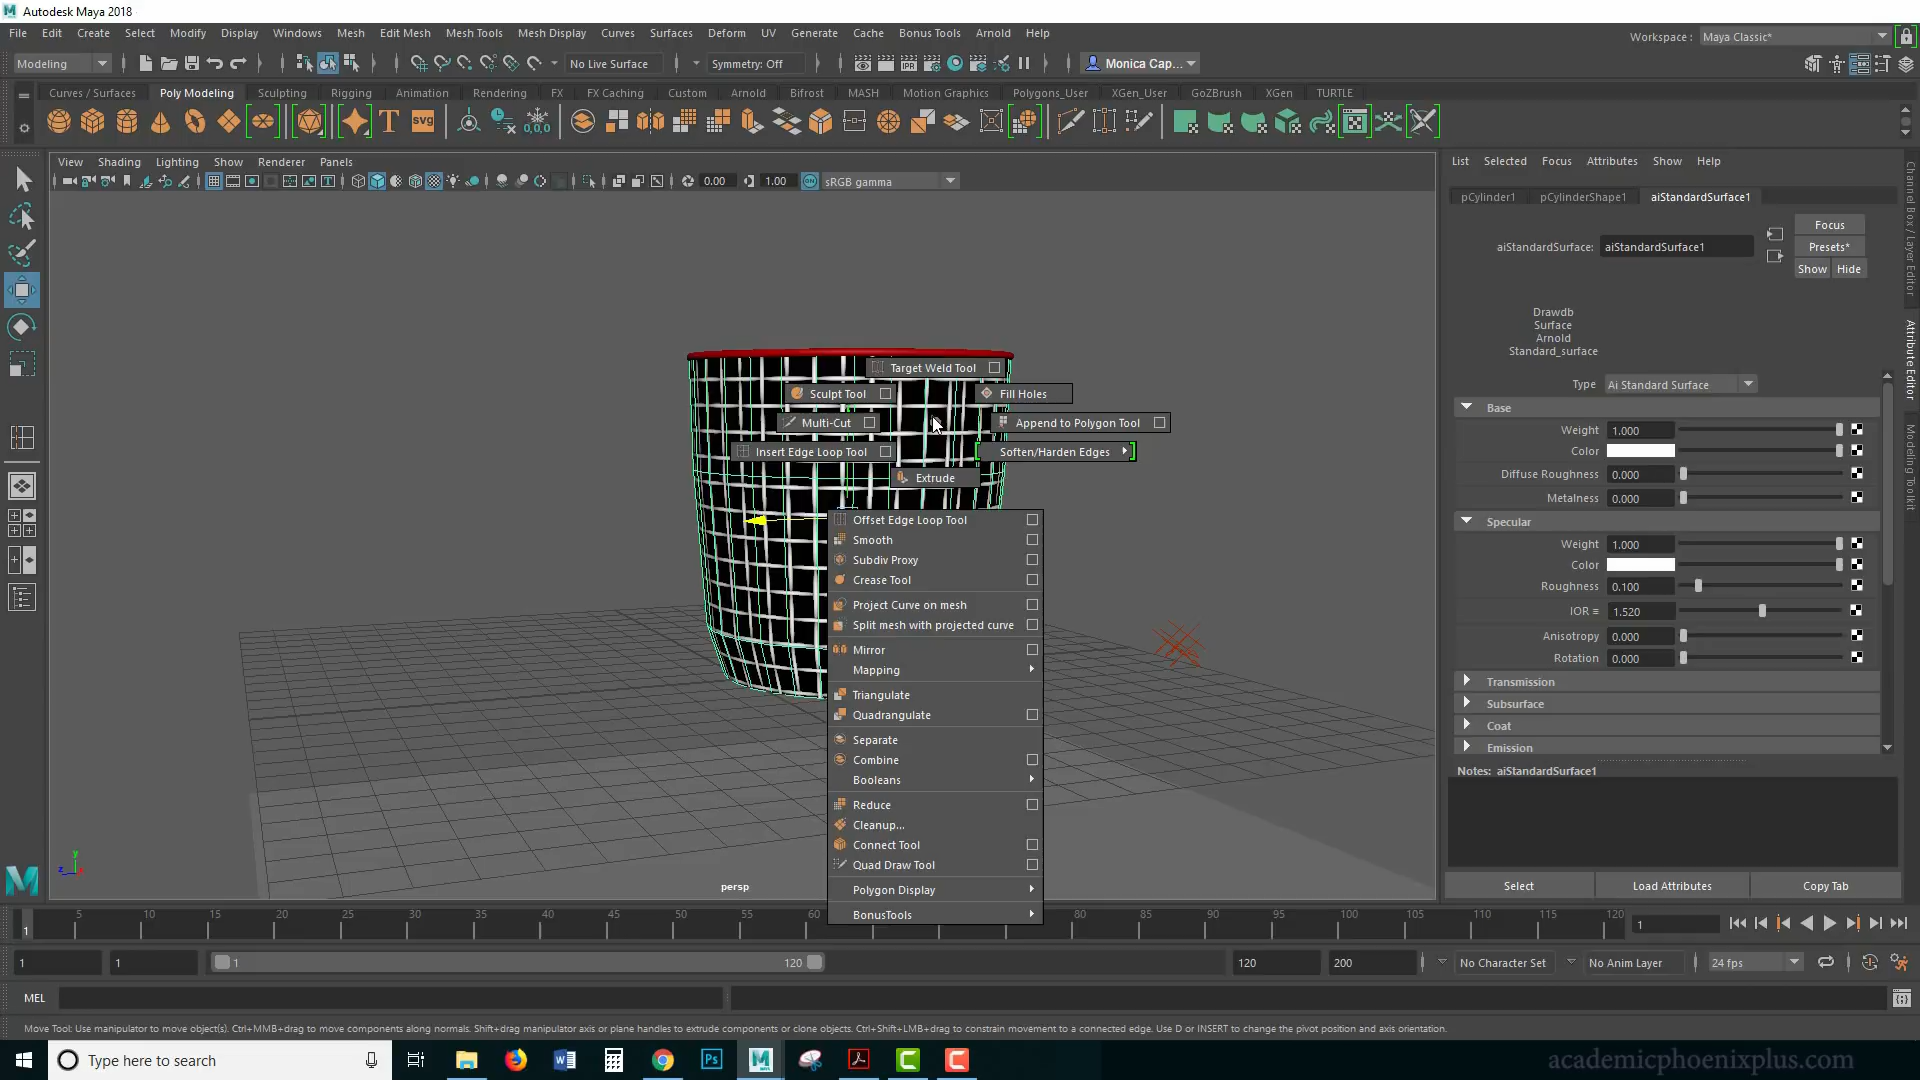 Autodesk Maya 2018
File Edit Create Select Modify Display Windows Mesh Edit Mesh Mesh Tools Mesh Display Curves Surfaces Deform UV Generate Cache Bonus Tools Arnold Help
Workspace : Maya Classic*
Modeling No Live Surface Symmetry: Off Monica Cap...
Curves / Surfaces Poly Modeling Sculpting Rigging Animation Rendering FX FX Caching Custom Arnold Bifrost MASH Motion Graphics Polygons_User XGen_User GoZBrush XGen TURTLE
T SVG 0,0,0
View Shading Lighting Show Renderer Panels
0.00 1.00 sRGB gamma
List Selected Focus Attributes Show Help
pCylinder1 pCylinderShape1 aiStandardSurface1
aiStandardSurface: aiStandardSurface1
Focus
Presets*
Show Hide
Drawdb
Surface
Arnold
Standard_surface
Type Ai Standard Surface
Base
Weight 1.000
Color
Diffuse Roughness 0.000
Metalness 0.000
Specular
Weight 1.000
Color
Roughness 0.100
IOR 1.520
Anisotropy 0.000
Rotation 0.000
Transmission
Subsurface
Coat
Emission
Notes: aiStandardSurface1
Select Load Attributes Copy Tab
Channel Box / Layer Editor
Attribute Editor
Modeling Toolkit
Target Weld Tool
Sculpt Tool
Fill Holes
Multi-Cut
Append to Polygon Tool
Insert Edge Loop Tool
Soften/Harden Edges
Extrude
Offset Edge Loop Tool
Smooth
Subdiv Proxy
Crease Tool
Project Curve on mesh
Split mesh with projected curve
Mirror
Mapping
Triangulate
Quadrangulate
Separate
Combine
Booleans
Reduce
Cleanup...
Connect Tool
Quad Draw Tool
Polygon Display
BonusTools
persp
y
z
5 10 15 20 25 30 35 40 45 50 55 60 80 85 90 95 100 105 110 115 120
1
1
1 1 1 120 120 200 No Character Set No Anim Layer 24 fps
MEL
Move Tool: Use manipulator to move object(s). Ctrl+MMB+drag to move components along normals. Shift+drag manipulator axis or plane handles to extrude components or clone objects. Ctrl+Shift+LMB+drag to constrain movement to a connected edge. Use D or INSERT to change the pivot position and axis orientation.
Type here to search
academicphoenixplus.com